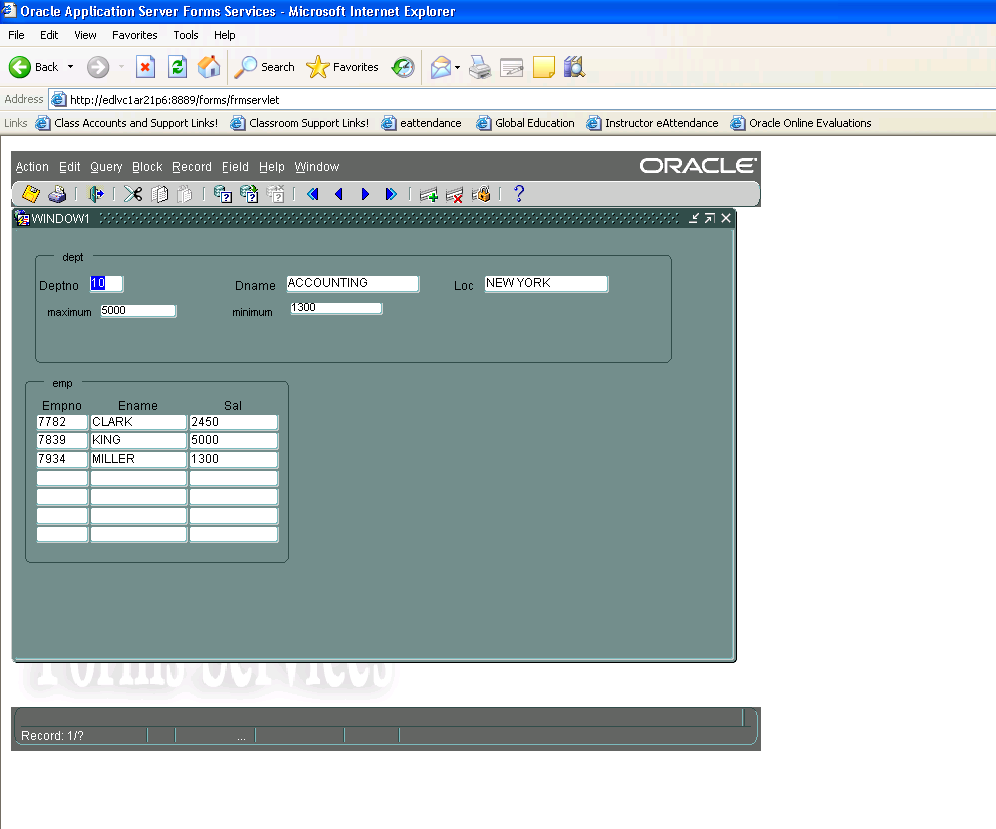 Oracle Application Server Forms Services - Microsoft Internet Explorer
File Edit View Favorites Tools Help
Back Search Favorites
Address http://edlvc1ar21p6:8889/forms/frmservlet
Links Class Accounts and Support Links! Classroom Support Links! eattendance Global Education Instructor eAttendance Oracle Online Evaluations
Action Edit Query Block Record Field Help Window ORACLE
WINDOW1
dept
Deptno 10 Dname ACCOUNTING Loc NEW YORK
maximum 5000 minimum 1300
emp
Empno Ename Sal
7782 CLARK 2450
7839 KING 5000
7934 MILLER 1300
Forms Services
Record: 1/? ...